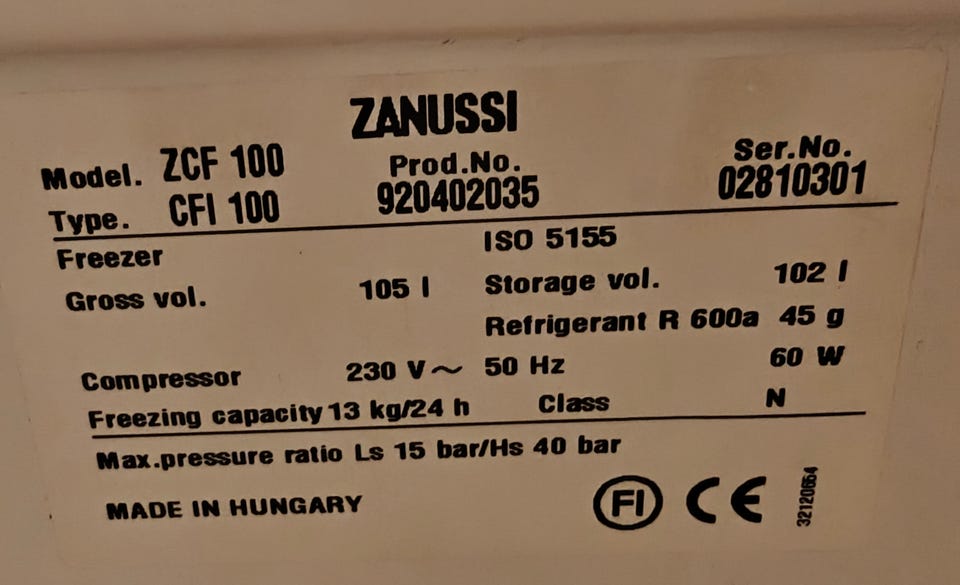 ZANUSSI
Model. ZCF 100 Prod.No. Ser.No.
Type. CFI 100 920402035 02810301
Freezer ISO 5155
Gross vol. 105 l Storage vol. 102 l
Refrigerant R 600a 45 g
Compressor 230 V~ 50 Hz 60 W
Freezing capacity 13 kg/24 h Class N
Max.pressure ratio Ls 15 bar/Hs 40 bar
MADE IN HUNGARY FI CE 32120654